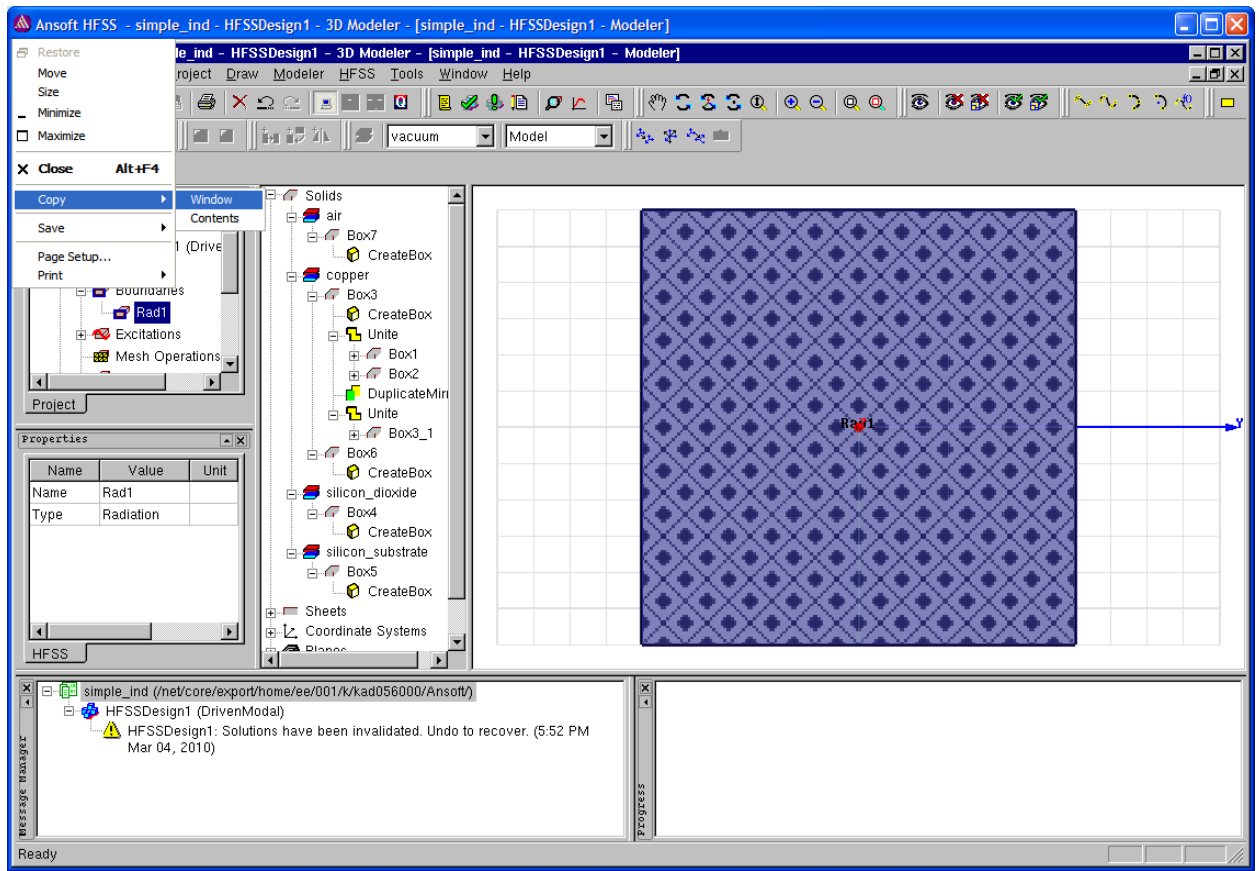 Ansoft HFSS - simple_ind - HFSSDesign1 - 3D Modeler - [simple_ind - HFSSDesign1 - Modeler]
Restore
Move
Size
Minimize
Maximize
Close Alt+F4
Copy
Window
Contents
Save
Page Setup...
Print
le_ind - HFSSDesign1 - 3D Modeler - [simple_ind - HFSSDesign1 - Modeler]
roject Draw Modeler HFSS Tools Window Help
vacuum Model
1 (Drive
Boundaries
Rad1
Excitations
Mesh Operations
Project
Properties
Name Value Unit
Name Rad1
Type Radiation
HFSS
Solids
air
Box7
CreateBox
copper
Box3
CreateBox
Unite
Box1
Box2
DuplicateMirr
Unite
Box3_1
Box6
CreateBox
silicon_dioxide
Box4
CreateBox
silicon_substrate
Box5
CreateBox
Sheets
Coordinate Systems
Planes
Rad1
Y
Message Manager
simple_ind (/net/core/export/home/ee/001/k/kad056000/Ansoft/)
HFSSDesign1 (DrivenModal)
HFSSDesign1: Solutions have been invalidated. Undo to recover. (5:52 PM
Mar 04, 2010)
Progress
Ready